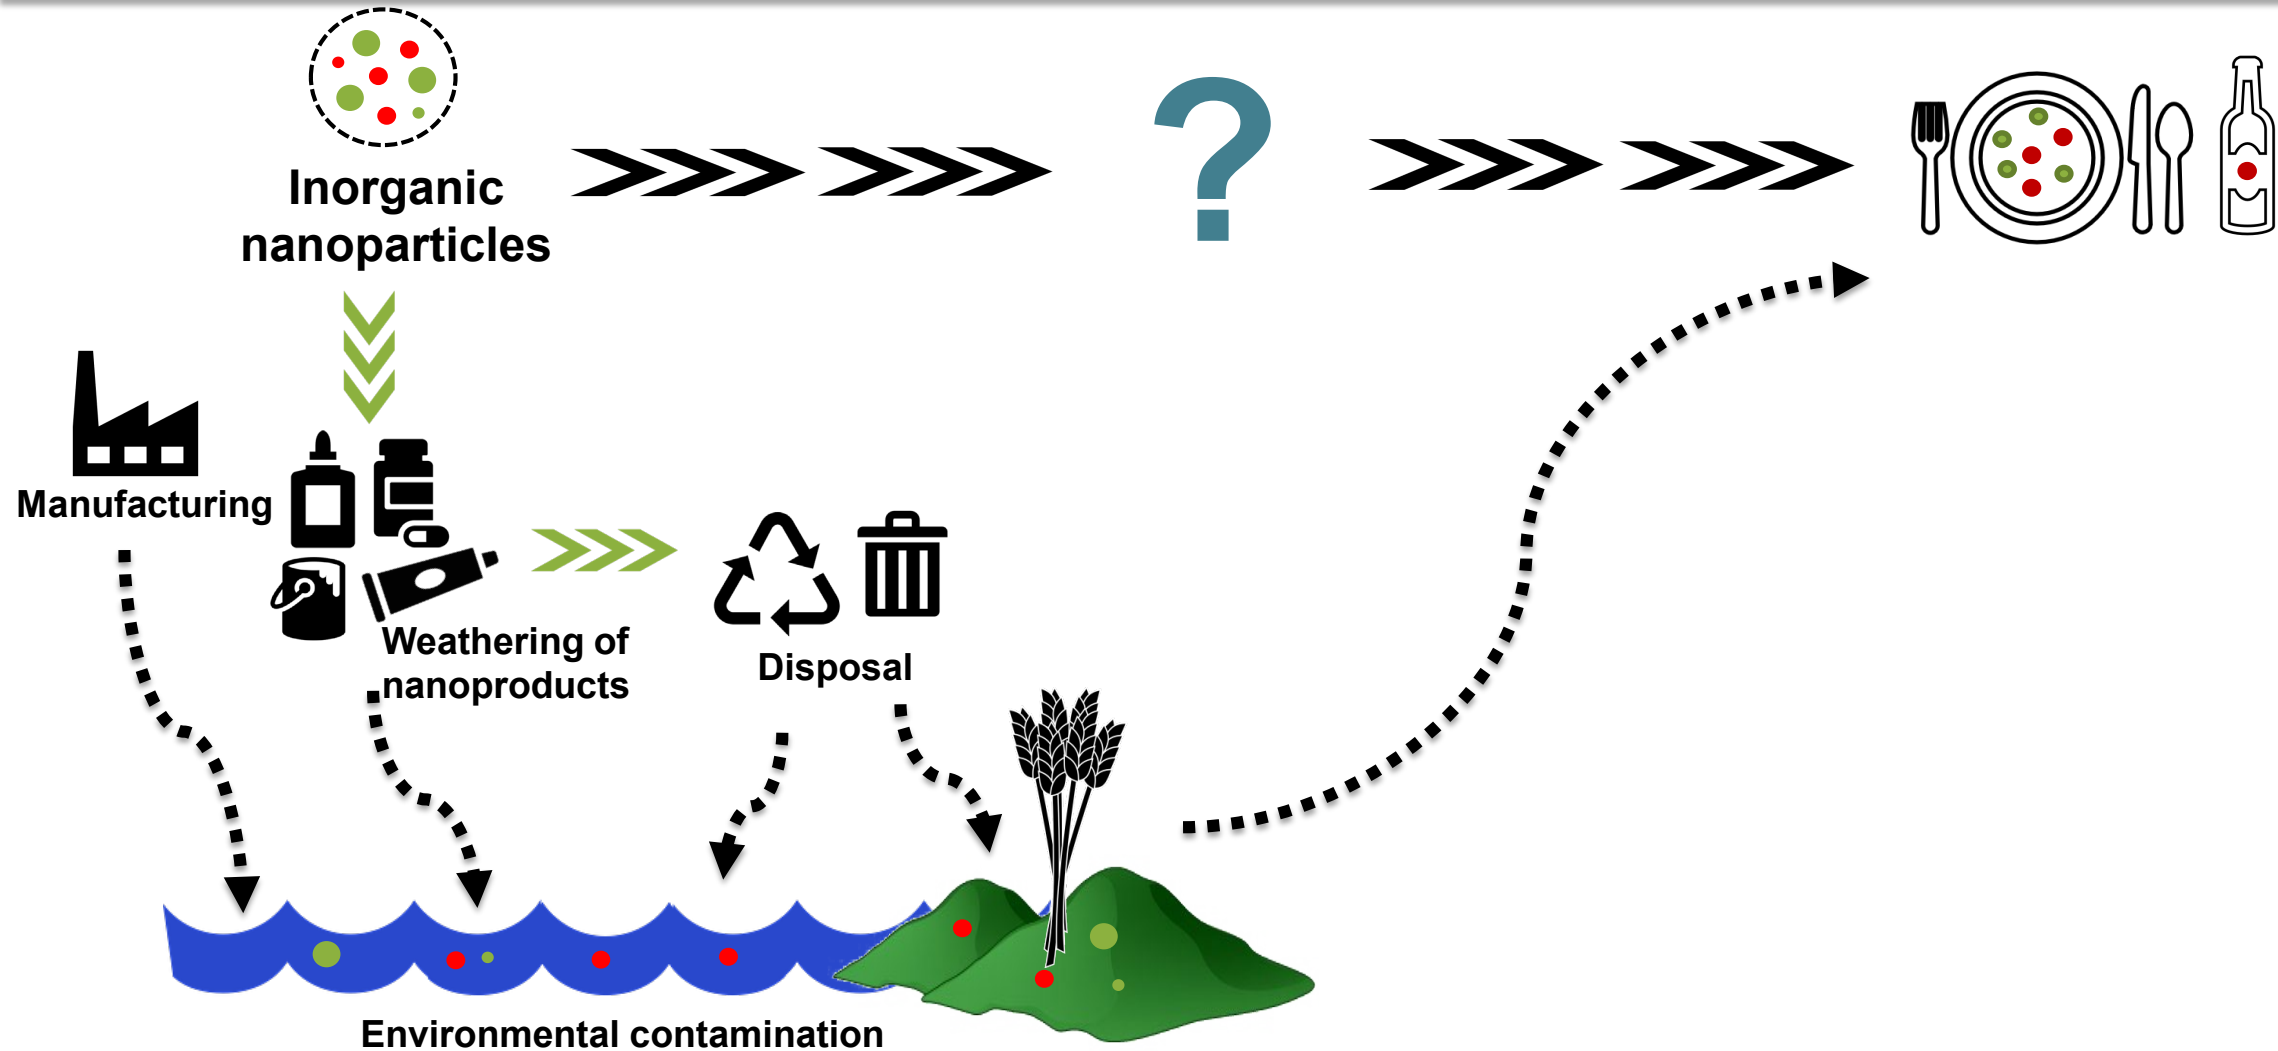 Inorganic
nanoparticles
?
Manufacturing
Weathering of
nanoproducts
Disposal
Environmental contamination